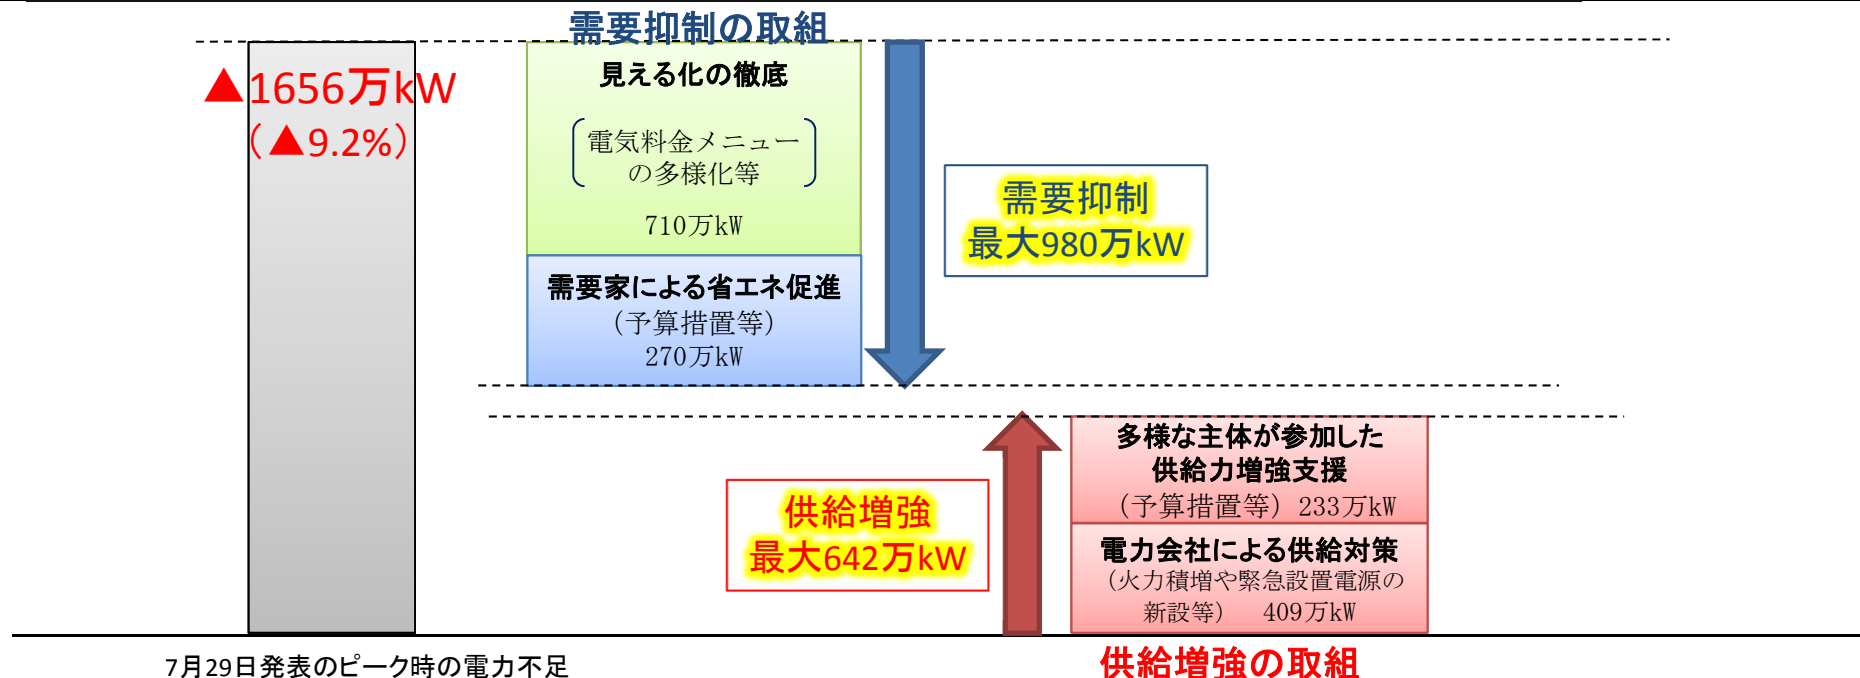 需要抑制の取組
▲1656万kW
(▲9.2%)
見える化の徹底
電気料金メニュー
の多様化等
710万kW
需要家による省エネ促進
(予算措置等)
270万kW
需要抑制
最大980万kW
供給増強
最大642万kW
多様な主体が参加した
供給力増強支援
(予算措置等) 233万kW
電力会社による供給対策
(火力積増や緊急設置電源の
新設等) 409万kW
7月29日発表のピーク時の電力不足
供給増強の取組